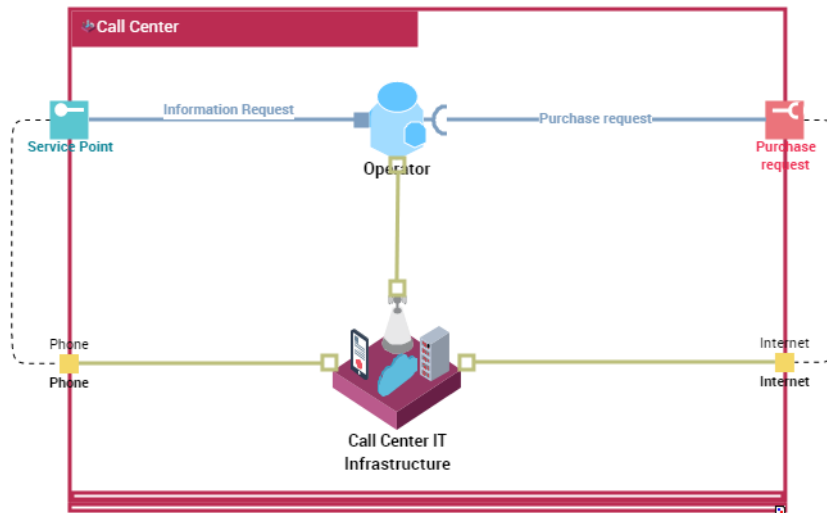 Call Center
Information Request
Purchase request
Service Point
Operator
Purchase
request
Phone
Internet
Phone
Internet
Call Center IT
Infrastructure